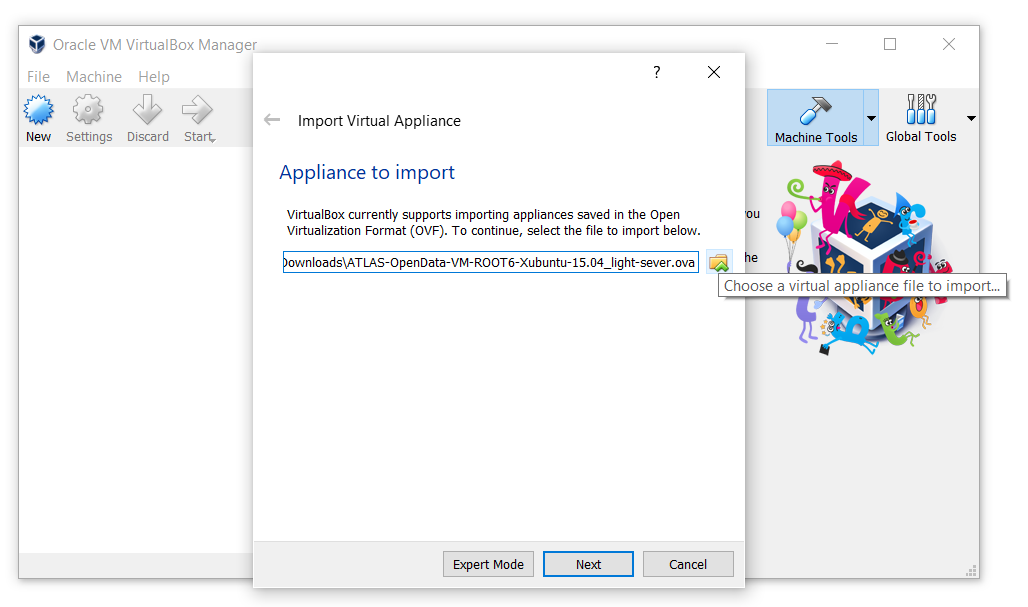 Oracle VM VirtualBox Manager
File Machine Help
New Settings Discard Start
Machine Tools Global Tools
?
Import Virtual Appliance
Appliance to import
VirtualBox currently supports importing appliances saved in the Open
Virtualization Format (OVF). To continue, select the file to import below.
you
Downloads\ATLAS-OpenData-VM-ROOT6-Xubuntu-15.04_light-sever.ova
he
Choose a virtual appliance file to import...
Expert Mode Next Cancel